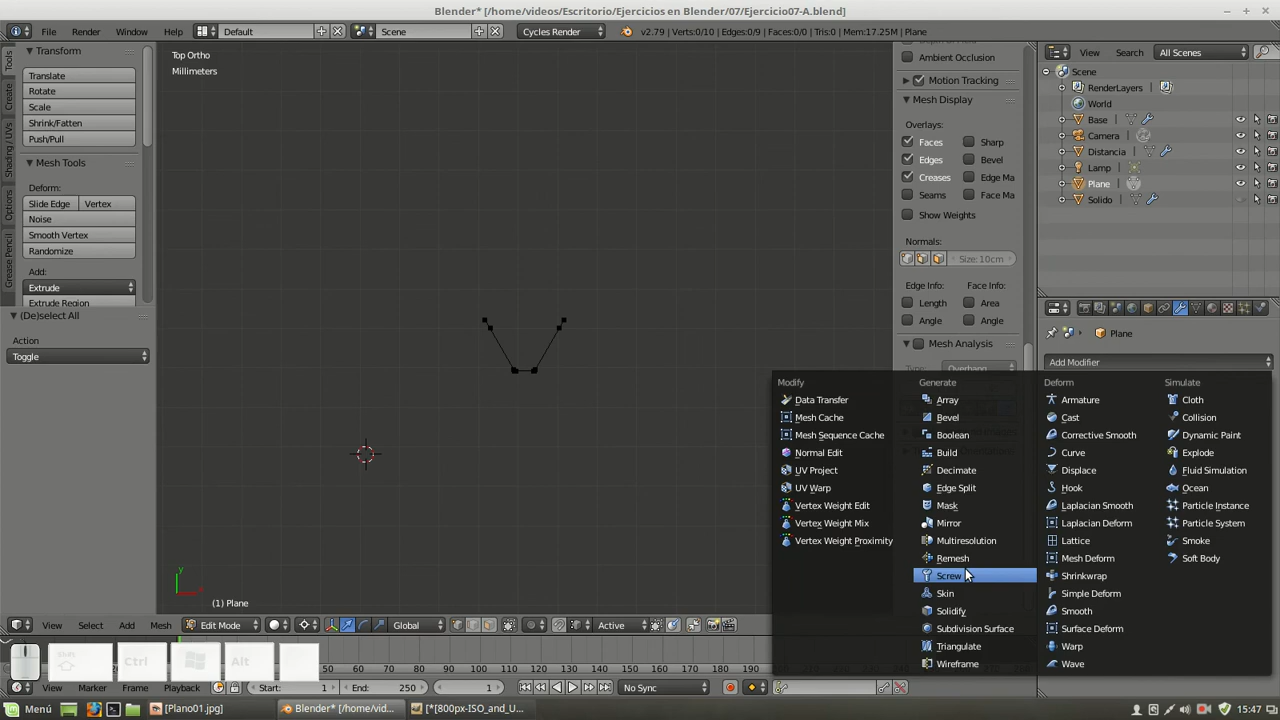 Blender* [/home/videos/Escritorio/Ejercicios en Blender/07/Ejercicio07-A.blend]
File Render Window Help Default Scene Cycles Render v2.79 | Verts:0/10 | Edges:0/9 | Faces:0/0 | Tris:0 | Mem:17.25M | Plane
Tools
Create
Shading / UVs
Options
Grease Pencil
Transform
Translate
Rotate
Scale
Shrink/Fatten
Push/Pull
Mesh Tools
Deform:
Slide Edge Vertex
Noise
Smooth Vertex
Randomize
Add:
Extrude
Extrude Region
(De)select All
Action
Toggle
Top Ortho
Millimeters
y
x
(1) Plane
Ambient Occlusion
Motion Tracking
Mesh Display
Overlays:
Faces Sharp
Edges Bevel
Creases Edge Ma
Seams Face Ma
Show Weights
Normals:
Size: 10cm
Edge Info: Face Info:
Length Area
Angle Angle
Mesh Analysis
Type: Overhang
View Search All Scenes
Scene
RenderLayers
World
Base
Camera
Distancia
Lamp
Plane
Solido
Plane
Add Modifier
Modify
Data Transfer
Mesh Cache
Mesh Sequence Cache
Normal Edit
UV Project
UV Warp
Vertex Weight Edit
Vertex Weight Mix
Vertex Weight Proximity
Generate
Array
Bevel
Boolean
Build
Decimate
Edge Split
Mask
Mirror
Multiresolution
Remesh
Screw
Skin
Solidify
Subdivision Surface
Triangulate
Wireframe
Deform
Armature
Cast
Corrective Smooth
Curve
Displace
Hook
Laplacian Smooth
Laplacian Deform
Lattice
Mesh Deform
Shrinkwrap
Simple Deform
Smooth
Surface Deform
Warp
Wave
Simulate
Cloth
Collision
Dynamic Paint
Explode
Fluid Simulation
Ocean
Particle Instance
Particle System
Smoke
Soft Body
View Select Add Mesh Edit Mode Global Active
Shift Ctrl Alt
50 60 70 80 90 100 110 120 130 140 150 160 170 180
View Marker Frame Playback Start: 1 End: 250 1 No Sync
Menú [Plano01.jpg] Blender* [/home/vid... [*[800px-ISO_and_U... 15:47